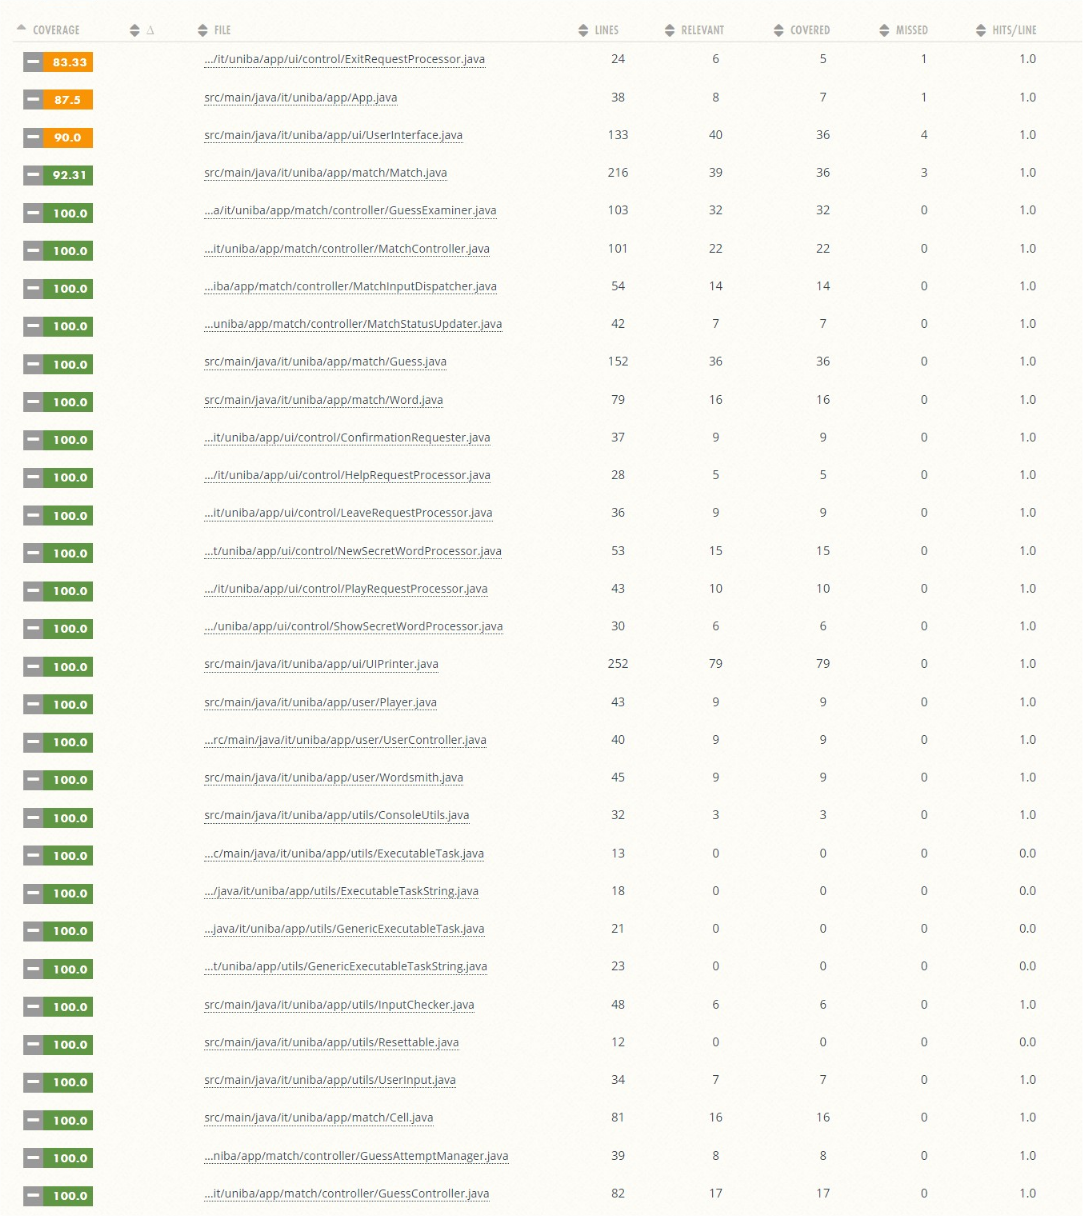 COVERAGE Δ FILE LINES RELEVANT COVERED MISSED HITS/LINE
83.33 .../it/uniba/app/ui/control/ExitRequestProcessor.java 24 6 5 1 1.0
87.5 src/main/java/it/uniba/app/App.java 38 8 7 1 1.0
90.0 src/main/java/it/uniba/app/ui/UserInterface.java 133 40 36 4 1.0
92.31 src/main/java/it/uniba/app/match/Match.java 216 39 36 3 1.0
100.0 ...a/it/uniba/app/match/controller/GuessExaminer.java 103 32 32 0 1.0
100.0 ...it/uniba/app/match/controller/MatchController.java 101 22 22 0 1.0
100.0 ...iba/app/match/controller/MatchInputDispatcher.java 54 14 14 0 1.0
100.0 ...uniba/app/match/controller/MatchStatusUpdater.java 42 7 7 0 1.0
100.0 src/main/java/it/uniba/app/match/Guess.java 152 36 36 0 1.0
100.0 src/main/java/it/uniba/app/match/Word.java 79 16 16 0 1.0
100.0 ...it/uniba/app/ui/control/ConfirmationRequester.java 37 9 9 0 1.0
100.0 .../it/uniba/app/ui/control/HelpRequestProcessor.java 28 5 5 0 1.0
100.0 ...it/uniba/app/ui/control/LeaveRequestProcessor.java 36 9 9 0 1.0
100.0 ...t/uniba/app/ui/control/NewSecretWordProcessor.java 53 15 15 0 1.0
100.0 .../it/uniba/app/ui/control/PlayRequestProcessor.java 43 10 10 0 1.0
100.0 .../uniba/app/ui/control/ShowSecretWordProcessor.java 30 6 6 0 1.0
100.0 src/main/java/it/uniba/app/ui/UIPrinter.java 252 79 79 0 1.0
100.0 src/main/java/it/uniba/app/user/Player.java 43 9 9 0 1.0
100.0 ...rc/main/java/it/uniba/app/user/UserController.java 40 9 9 0 1.0
100.0 src/main/java/it/uniba/app/user/Wordsmith.java 45 9 9 0 1.0
100.0 src/main/java/it/uniba/app/utils/ConsoleUtils.java 32 3 3 0 1.0
100.0 ...c/main/java/it/uniba/app/utils/ExecutableTask.java 13 0 0 0 0.0
100.0 .../java/it/uniba/app/utils/ExecutableTaskString.java 18 0 0 0 0.0
100.0 ...java/it/uniba/app/utils/GenericExecutableTask.java 21 0 0 0 0.0
100.0 ...t/uniba/app/utils/GenericExecutableTaskString.java 23 0 0 0 0.0
100.0 src/main/java/it/uniba/app/utils/InputChecker.java 48 6 6 0 1.0
100.0 src/main/java/it/uniba/app/utils/Resettable.java 12 0 0 0 0.0
100.0 src/main/java/it/uniba/app/utils/UserInput.java 34 7 7 0 1.0
100.0 src/main/java/it/uniba/app/match/Cell.java 81 16 16 0 1.0
100.0 ...niba/app/match/controller/GuessAttemptManager.java 39 8 8 0 1.0
100.0 ...it/uniba/app/match/controller/GuessController.java 82 17 17 0 1.0